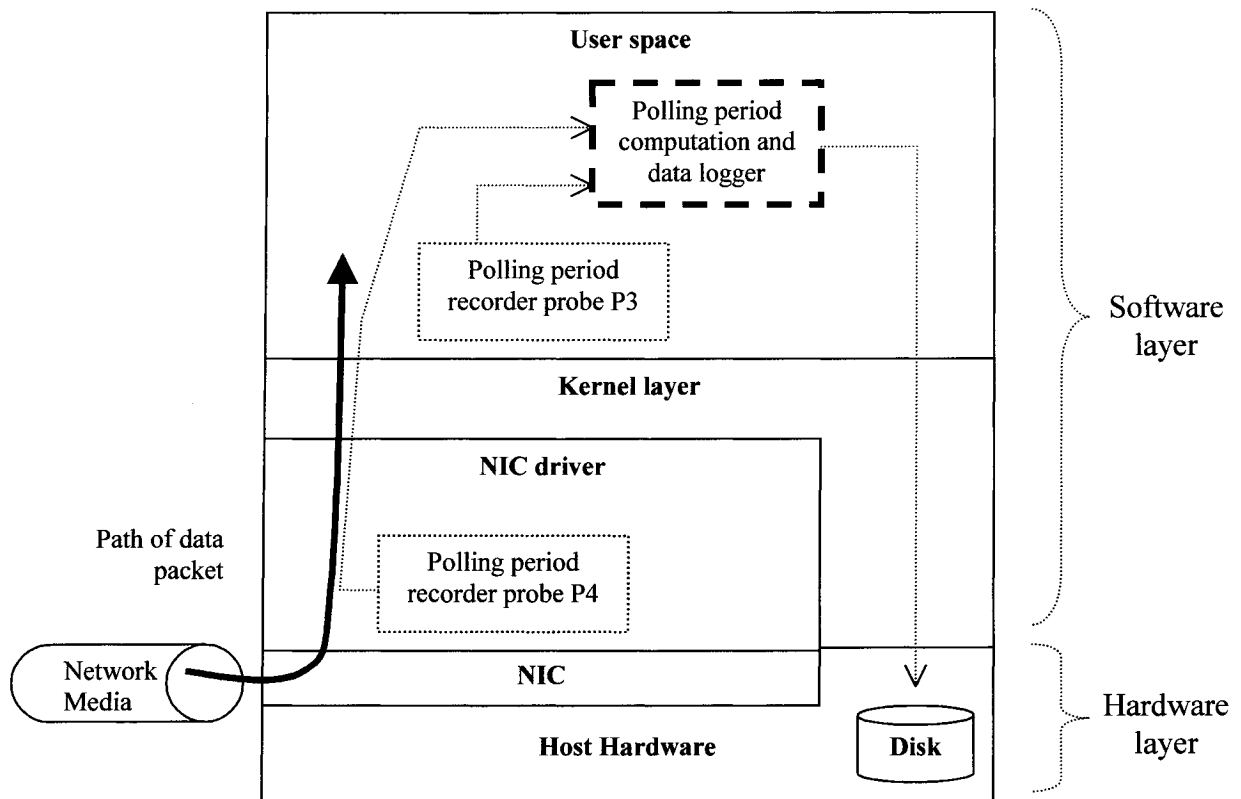 User space
Polling period
computation and
data logger
Polling period
recorder probe P3
Software
layer
Kernel layer
NIC driver
Path of data
packet
Polling period
recorder probe P4
Network
Media
NIC
Hardware
layer
Host Hardware
Disk